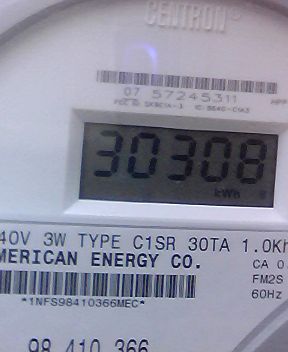 CENTRON®
07 57245311
30308
kWh
40V 3W TYPE C1SR 30TA 1.0Kh
MERICAN ENERGY CO.
CA 0.
FM2S
60Hz
*1NFS98410366MEC*
98 410 366